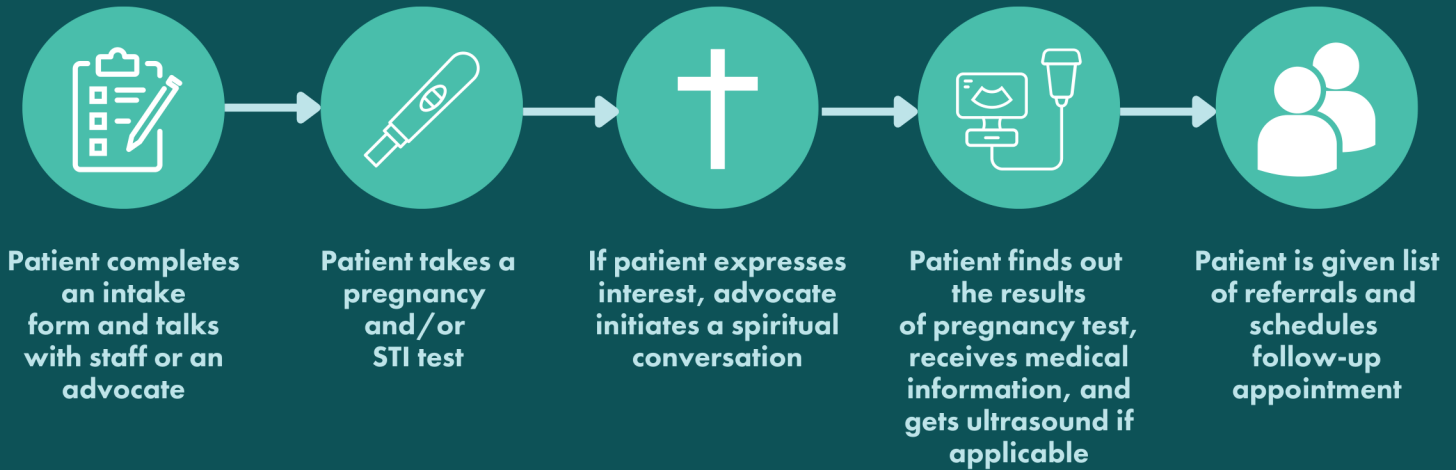 Patient completes
an intake
form and talks
with staff or an
advocate
Patient takes a
pregnancy
and/or
STI test
If patient expresses
interest, advocate
initiates a spiritual
conversation
Patient finds out
the results
of pregnancy test,
receives medical
information, and
gets ultrasound if
applicable
Patient is given list
of referrals and
schedules
follow-up
appointment